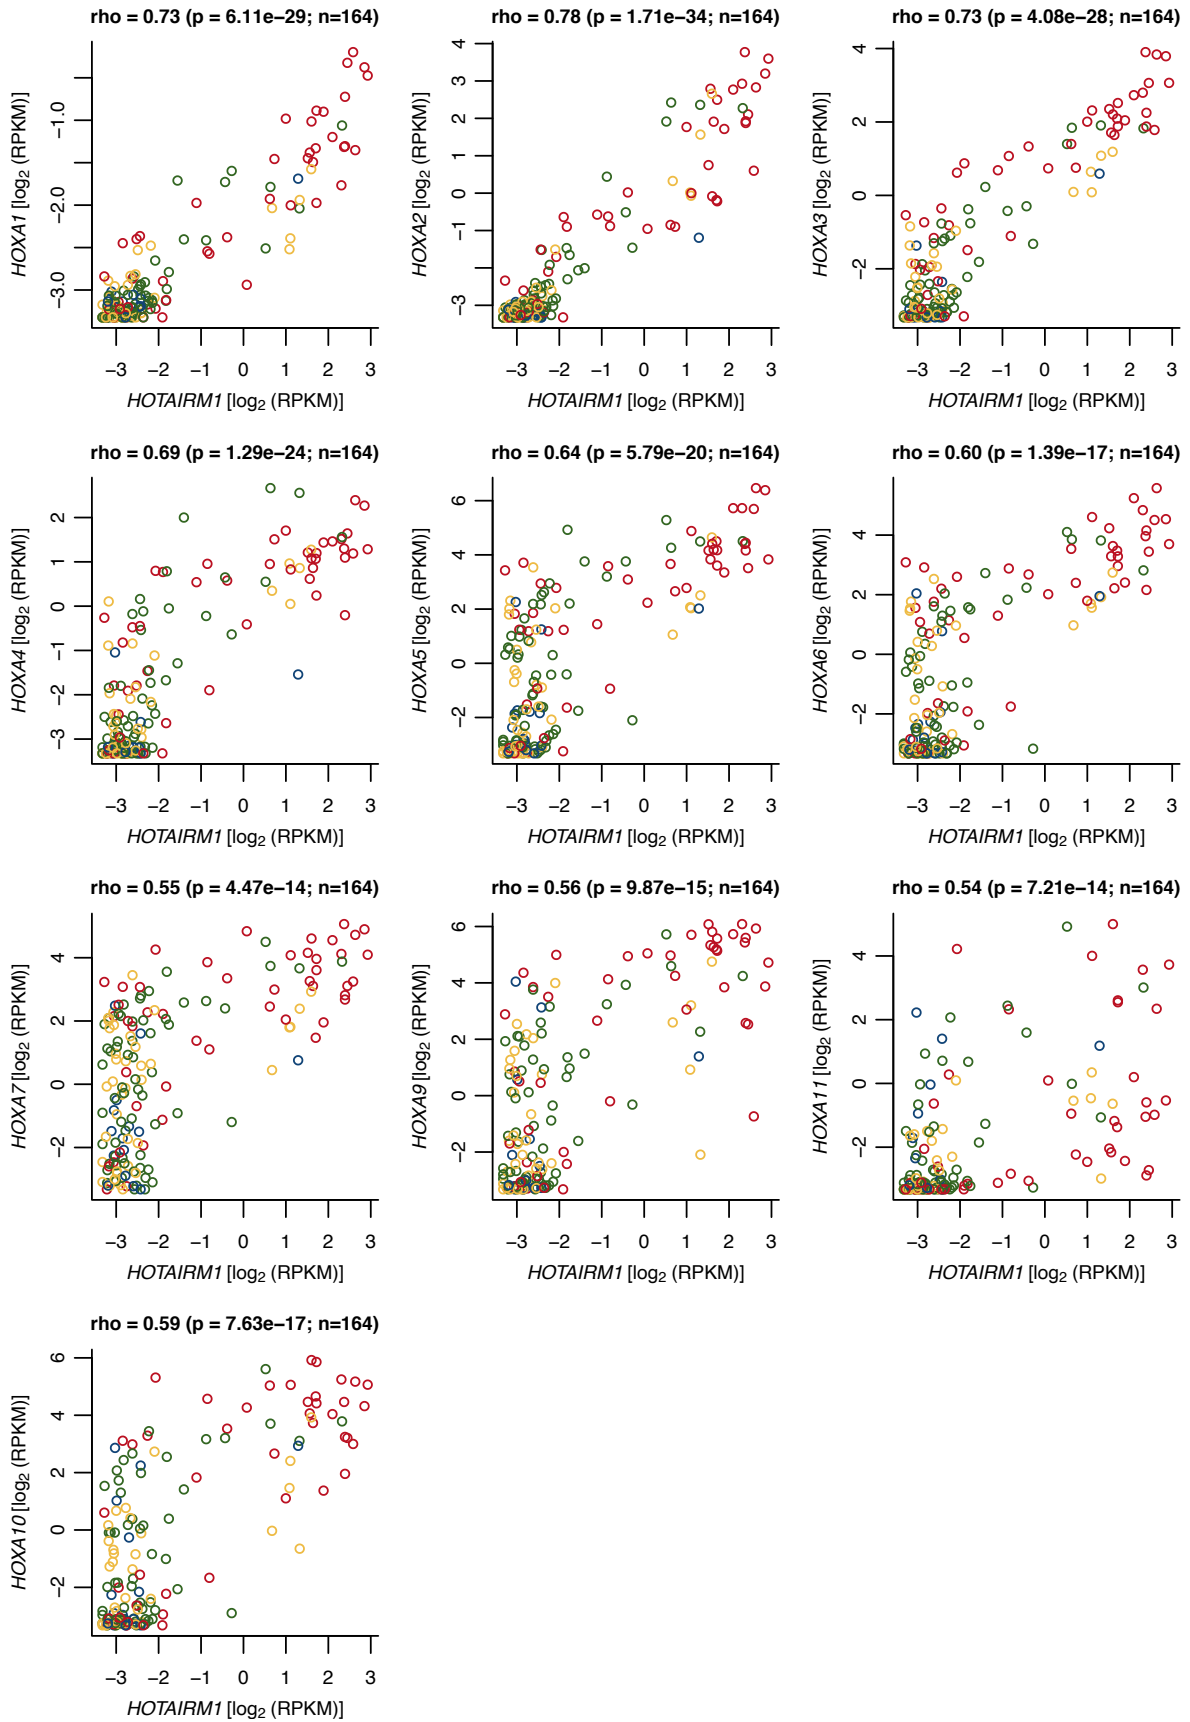 rho = 0.73 (p = 6.11e−29; n=164)
−1.0
−2.0
−3.0
HOXA1 [log2 (RPKM)]
−3 −2 −1 0 1 2 3
HOTAIRM1 [log2 (RPKM)]
rho = 0.78 (p = 1.71e−34; n=164)
4
3
2
1
0
−1
−3
HOXA2 [log2 (RPKM)]
−3 −2 −1 0 1 2 3
HOTAIRM1 [log2 (RPKM)]
rho = 0.73 (p = 4.08e−28; n=164)
4
2
0
−2
HOXA3 [log2 (RPKM)]
−3 −2 −1 0 1 2 3
HOTAIRM1 [log2 (RPKM)]
rho = 0.69 (p = 1.29e−24; n=164)
2
1
0
−1
−2
−3
HOXA4 [log2 (RPKM)]
−3 −2 −1 0 1 2 3
HOTAIRM1 [log2 (RPKM)]
rho = 0.64 (p = 5.79e−20; n=164)
6
4
2
0
−2
HOXA5 [log2 (RPKM)]
−3 −2 −1 0 1 2 3
HOTAIRM1 [log2 (RPKM)]
rho = 0.60 (p = 1.39e−17; n=164)
4
2
0
−2
HOXA6 [log2 (RPKM)]
−3 −2 −1 0 1 2 3
HOTAIRM1 [log2 (RPKM)]
rho = 0.55 (p = 4.47e−14; n=164)
4
2
0
−2
HOXA7 [log2 (RPKM)]
−3 −2 −1 0 1 2 3
HOTAIRM1 [log2 (RPKM)]
rho = 0.56 (p = 9.87e−15; n=164)
6
4
2
0
−2
HOXA9 [log2 (RPKM)]
−3 −2 −1 0 1 2 3
HOTAIRM1 [log2 (RPKM)]
rho = 0.54 (p = 7.21e−14; n=164)
4
2
0
−2
HOXA11 [log2 (RPKM)]
−3 −2 −1 0 1 2 3
HOTAIRM1 [log2 (RPKM)]
rho = 0.59 (p = 7.63e−17; n=164)
6
4
2
0
−2
HOXA10 [log2 (RPKM)]
−3 −2 −1 0 1 2 3
HOTAIRM1 [log2 (RPKM)]